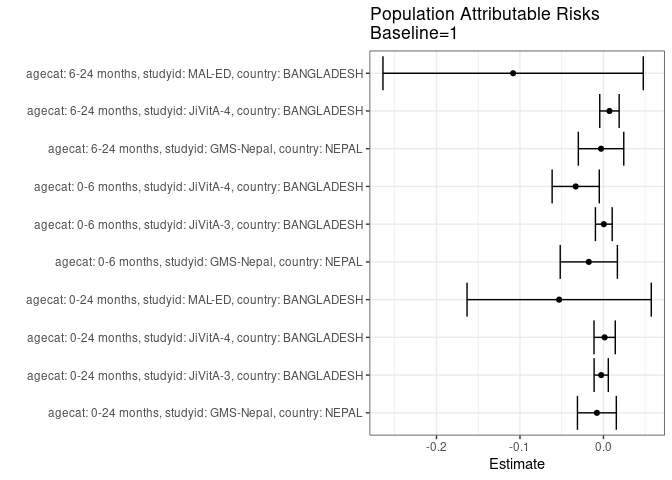 Population Attributable Risks
Baseline=1
agecat: 6-24 months, studyid: MAL-ED, country: BANGLADESH
agecat: 6-24 months, studyid: JiVitA-4, country: BANGLADESH
agecat: 6-24 months, studyid: GMS-Nepal, country: NEPAL
agecat: 0-6 months, studyid: JiVitA-4, country: BANGLADESH
agecat: 0-6 months, studyid: JiVitA-3, country: BANGLADESH
agecat: 0-6 months, studyid: GMS-Nepal, country: NEPAL
agecat: 0-24 months, studyid: MAL-ED, country: BANGLADESH
agecat: 0-24 months, studyid: JiVitA-4, country: BANGLADESH
agecat: 0-24 months, studyid: JiVitA-3, country: BANGLADESH
agecat: 0-24 months, studyid: GMS-Nepal, country: NEPAL
-0.2 -0.1 0.0
Estimate